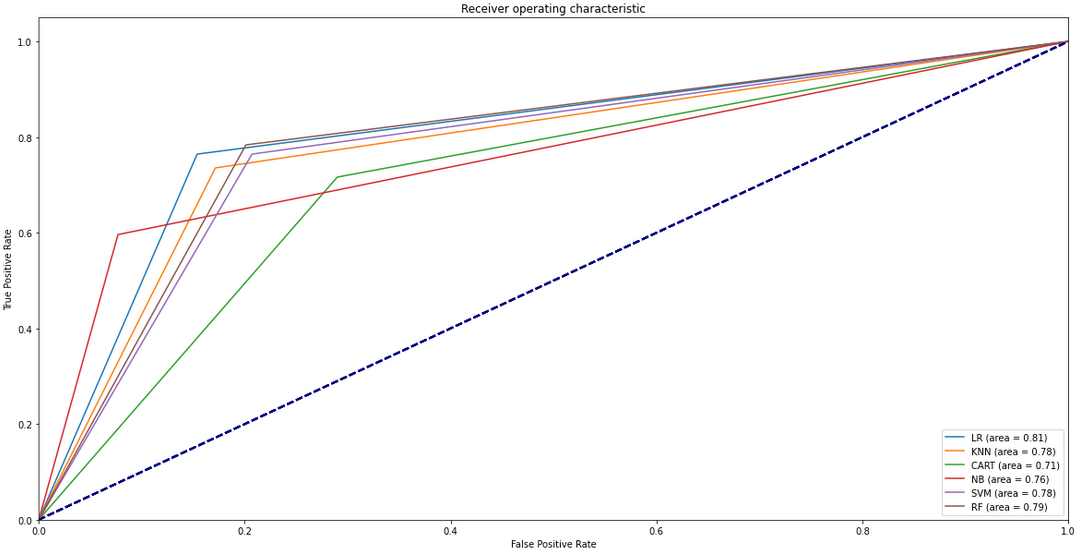 Receiver operating characteristic
1.0
0.8
0.6
0.4
0.2
0.0
True Positive Rate
0.0 0.2 0.4 0.6 0.8 1.0
False Positive Rate
LR (area = 0.81)
KNN (area = 0.78)
CART (area = 0.71)
NB (area = 0.76)
SVM (area = 0.78)
RF (area = 0.79)